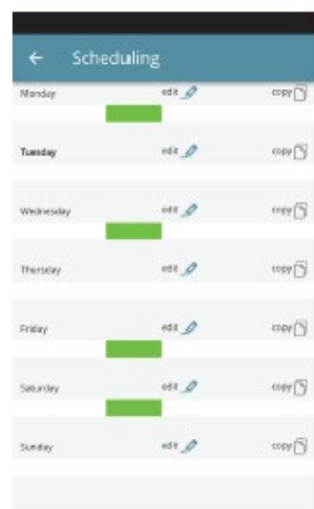 Scheduling
Monday edit copy
Tuesday edit copy
Wednesday edit copy
Thursday edit copy
Friday edit copy
Saturday edit copy
Sunday edit copy